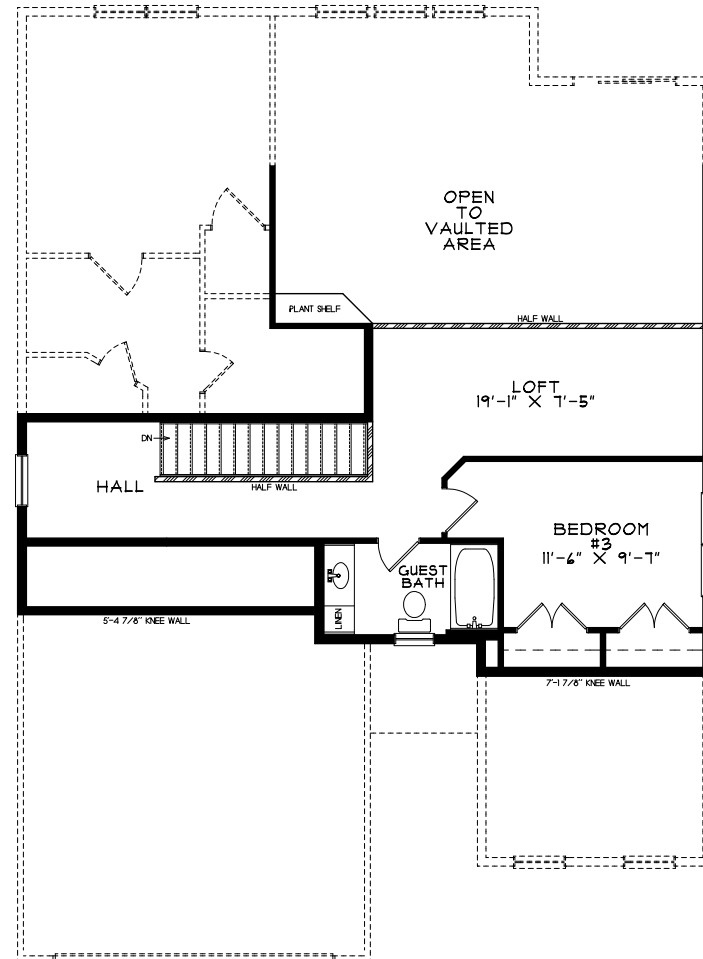 OPEN
TO
VAULTED
AREA
PLANT SHELF
HALF WALL
LOFT
19'-1" X 7'-5"
DN
HALL
HALF WALL
BEDROOM
#3
11'-6" X 9'-7"
GUEST
BATH
LINEN
5'-4 7/8" KNEE WALL
7'-1 7/8" KNEE WALL